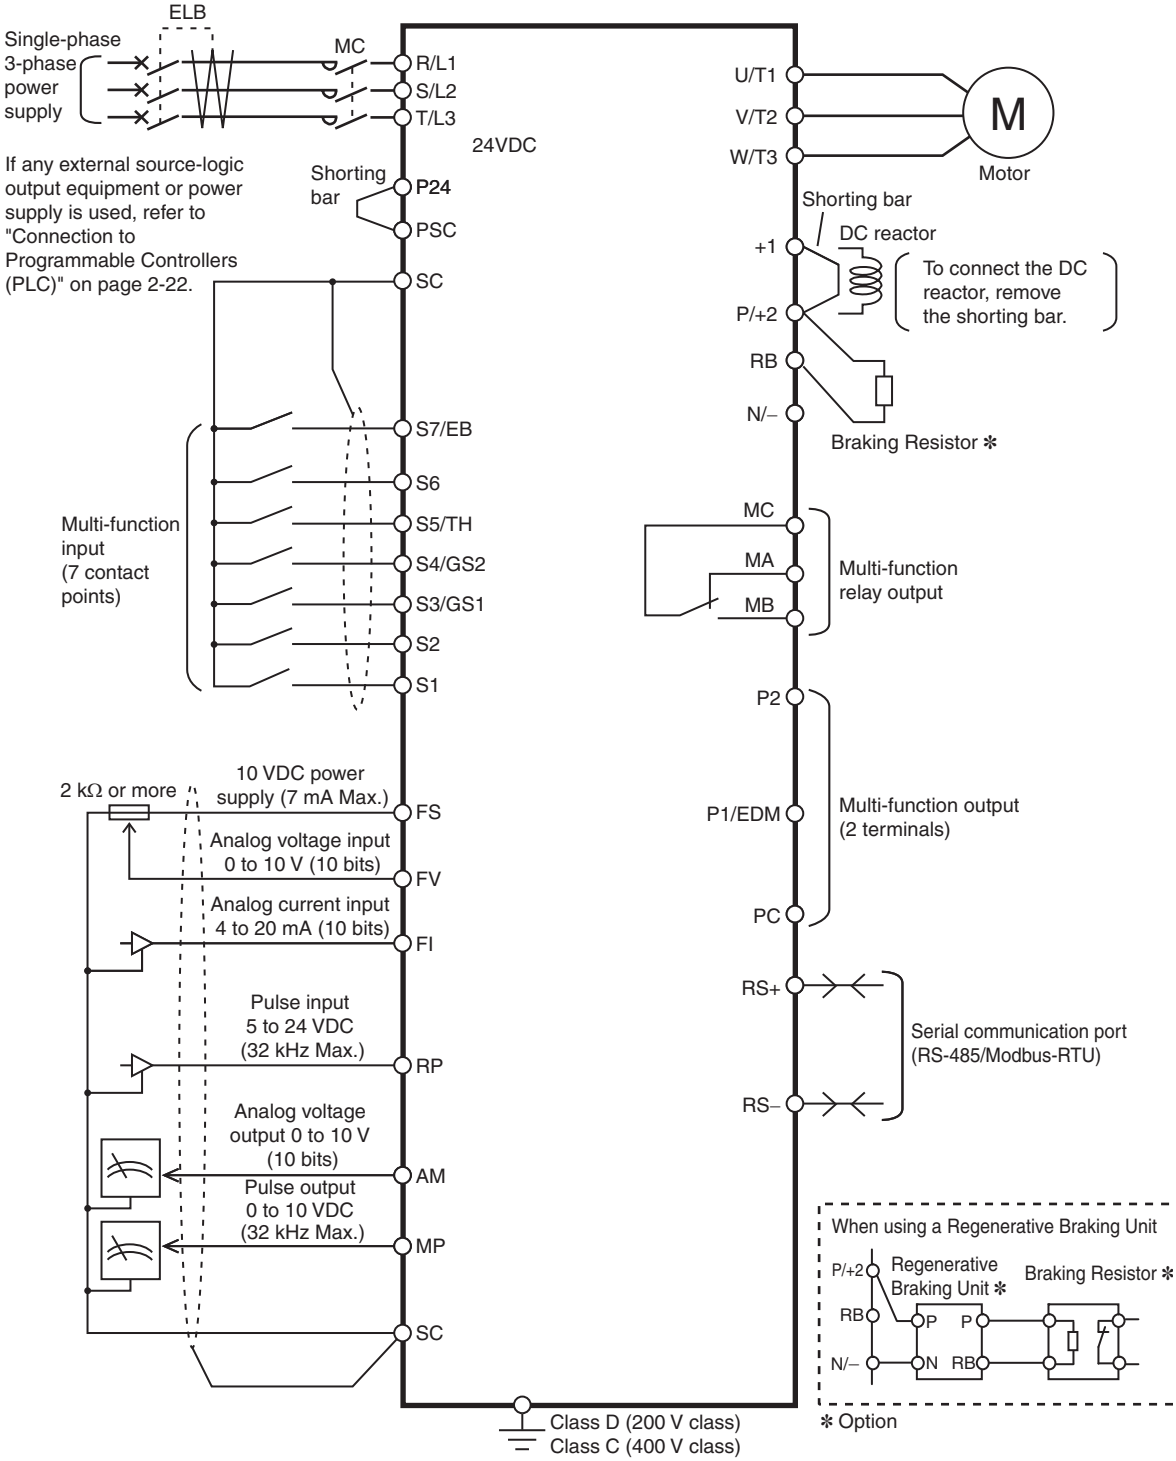 ELB
Single-phase
3-phase
power
supply
MC
R/L1
S/L2
T/L3
24VDC
If any external source-logic
output equipment or power
supply is used, refer to
"Connection to
Programmable Controllers
(PLC)" on page 2-22.
Shorting
bar
P24
PSC
SC
Multi-function
input
(7 contact
points)
S7/EB
S6
S5/TH
S4/GS2
S3/GS1
S2
S1
2 kΩ or more
10 VDC power
supply (7 mA Max.)
FS
Analog voltage input
0 to 10 V (10 bits)
FV
Analog current input
4 to 20 mA (10 bits)
FI
Pulse input
5 to 24 VDC
(32 kHz Max.)
RP
Analog voltage
output 0 to 10 V
(10 bits)
AM
Pulse output
0 to 10 VDC
(32 kHz Max.)
MP
SC
Class D (200 V class)
Class C (400 V class)
U/T1
V/T2
W/T3
M
Motor
Shorting bar
+1
DC reactor
To connect the DC
reactor, remove
the shorting bar.
P/+2
RB
N/−
Braking Resistor ✻
MC
MA
MB
Multi-function
relay output
P2
P1/EDM
PC
Multi-function output
(2 terminals)
RS+
RS−
Serial communication port
(RS-485/Modbus-RTU)
When using a Regenerative Braking Unit
P/+2
Regenerative
Braking Unit ✻
Braking Resistor ✻
RB
P
P
N/−
N
RB
✻ Option